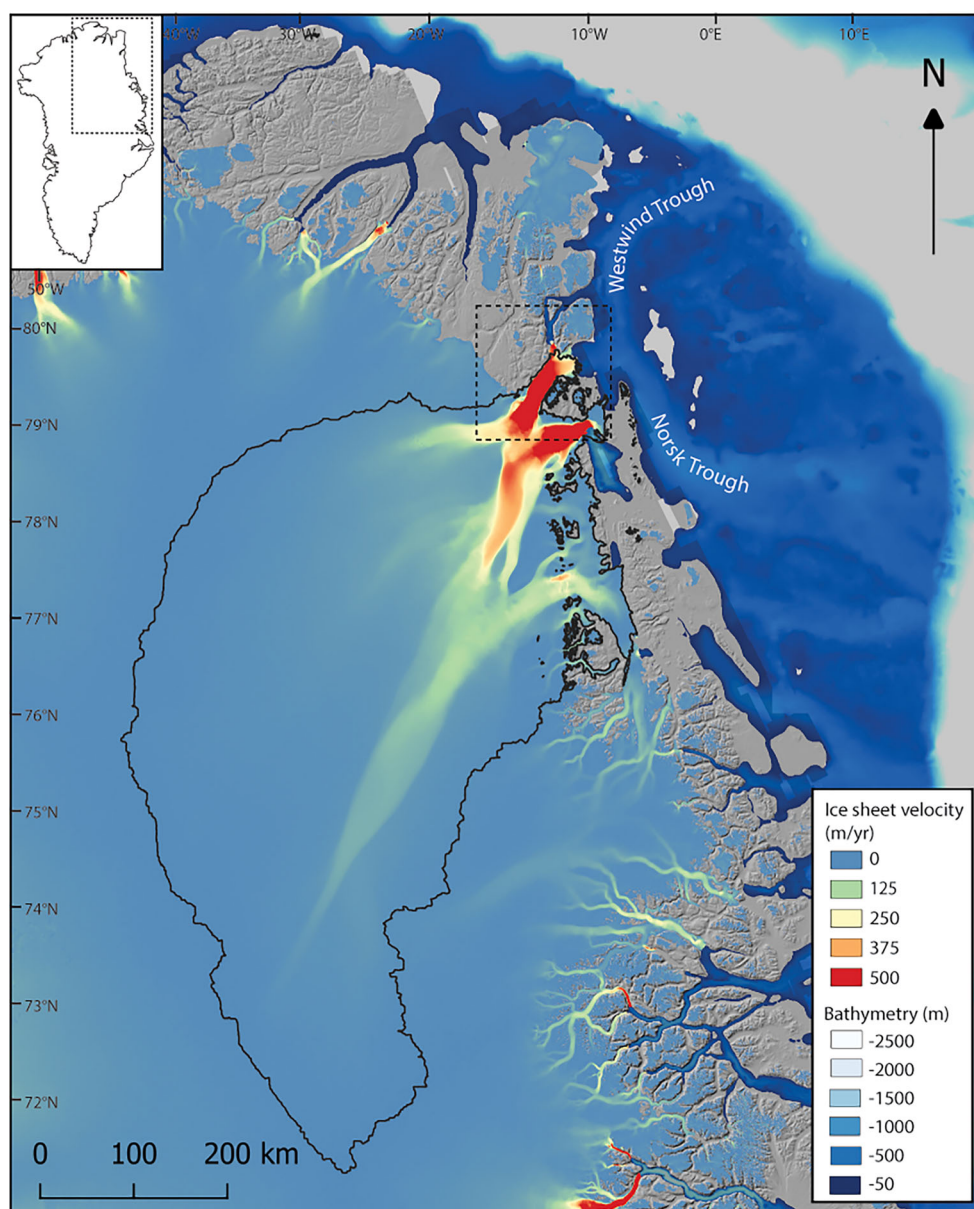 20°W
30°W
10°W
0°E
10°E
N
50°W
80°N
79°N
78°N
77°N
76°N
75°N
74°N
73°N
72°N
Westwind Trough
Norsk Trough
Ice sheet velocity
(m/yr)
0
125
250
375
500
Bathymetry (m)
-2500
-2000
-1500
-1000
-500
-50
0 100 200 km